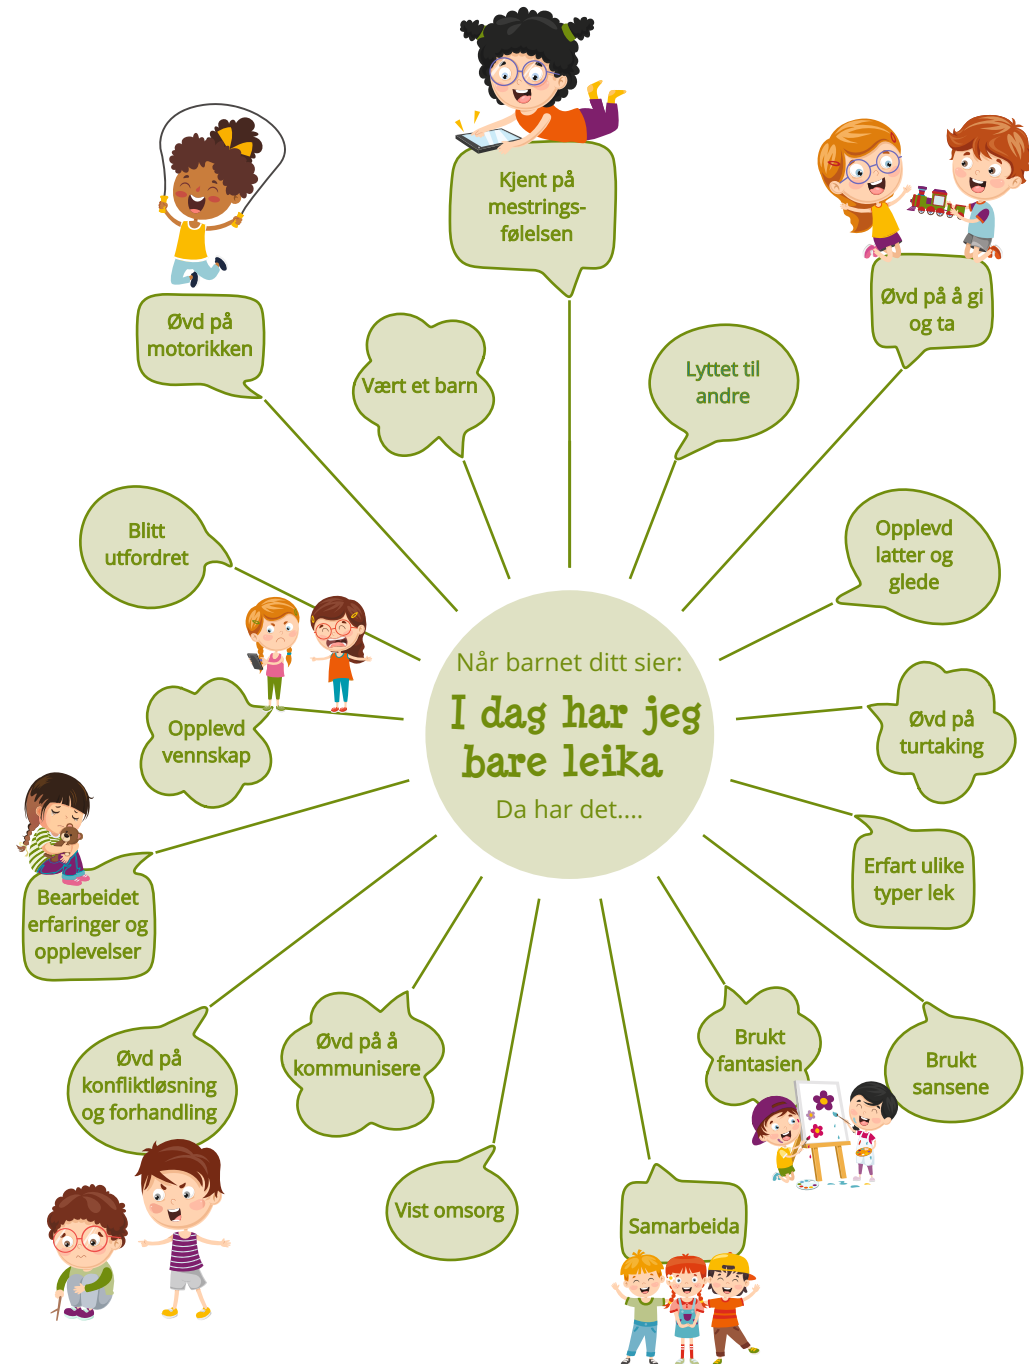 Kjent på
mestrings-
følelsen
Øvd på å gi
og ta
Øvd på
motorikken
Vært et barn
Lyttet til
andre
Blitt
utfordret
Opplevd
latter og
glede
Når barnet ditt sier:
I dag har jeg
bare leika
Da har det....
Opplevd
vennskap
Øvd på
turtaking
Bearbeidet
erfaringer og
opplevelser
Erfart ulike
typer lek
Øvd på
konfliktløsning
og forhandling
Øvd på å
kommunisere
Brukt
fantasien
Brukt
sansene
Vist omsorg
Samarbeida